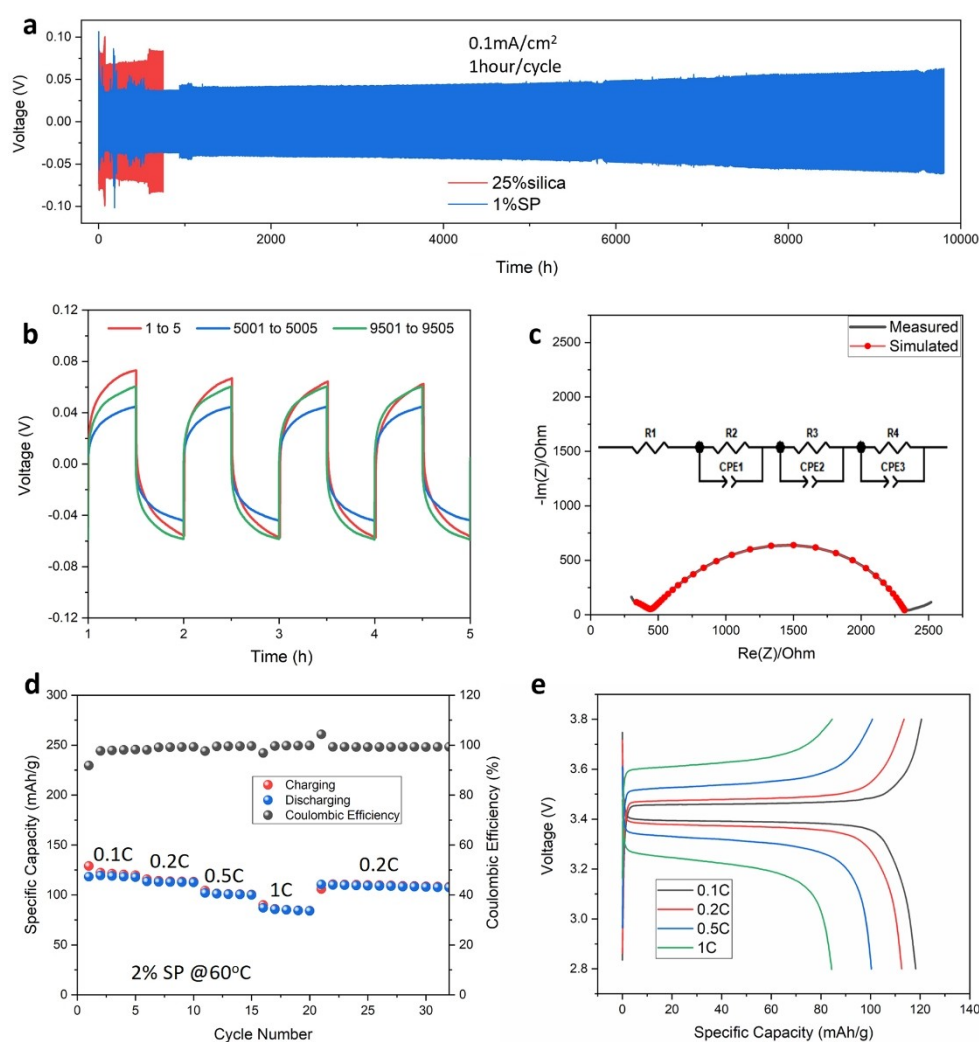 a
0.10
0.05
0.00
-0.05
-0.10
Voltage (V)
0.1mA/cm²
1hour/cycle
25%silica
1%SP
0
2000
4000
6000
8000
10000
Time (h)
b
0.12
0.08
0.04
0.00
-0.04
-0.08
-0.12
Voltage (V)
1 to 5
5001 to 5005
9501 to 9505
1
2
3
4
5
Time (h)
c
2500
2000
1500
1000
500
0
-Im(Z)/Ohm
Measured
Simulated
R1
R2
R3
R4
CPE1
CPE2
CPE3
0
500
1000
1500
2000
2500
Re(Z)/Ohm
d
300
250
200
150
100
50
0
Specific Capacity (mAh/g)
Charging
Discharging
Coulombic Efficiency
0.1C
0.2C
0.5C
1C
0.2C
2% SP @60°C
120
100
80
60
40
20
0
Coulombic Efficiency (%)
0
5
10
15
20
25
30
Cycle Number
e
3.8
3.6
3.4
3.2
3.0
2.8
Voltage (V)
0.1C
0.2C
0.5C
1C
0
20
40
60
80
100
120
140
Specific Capacity (mAh/g)